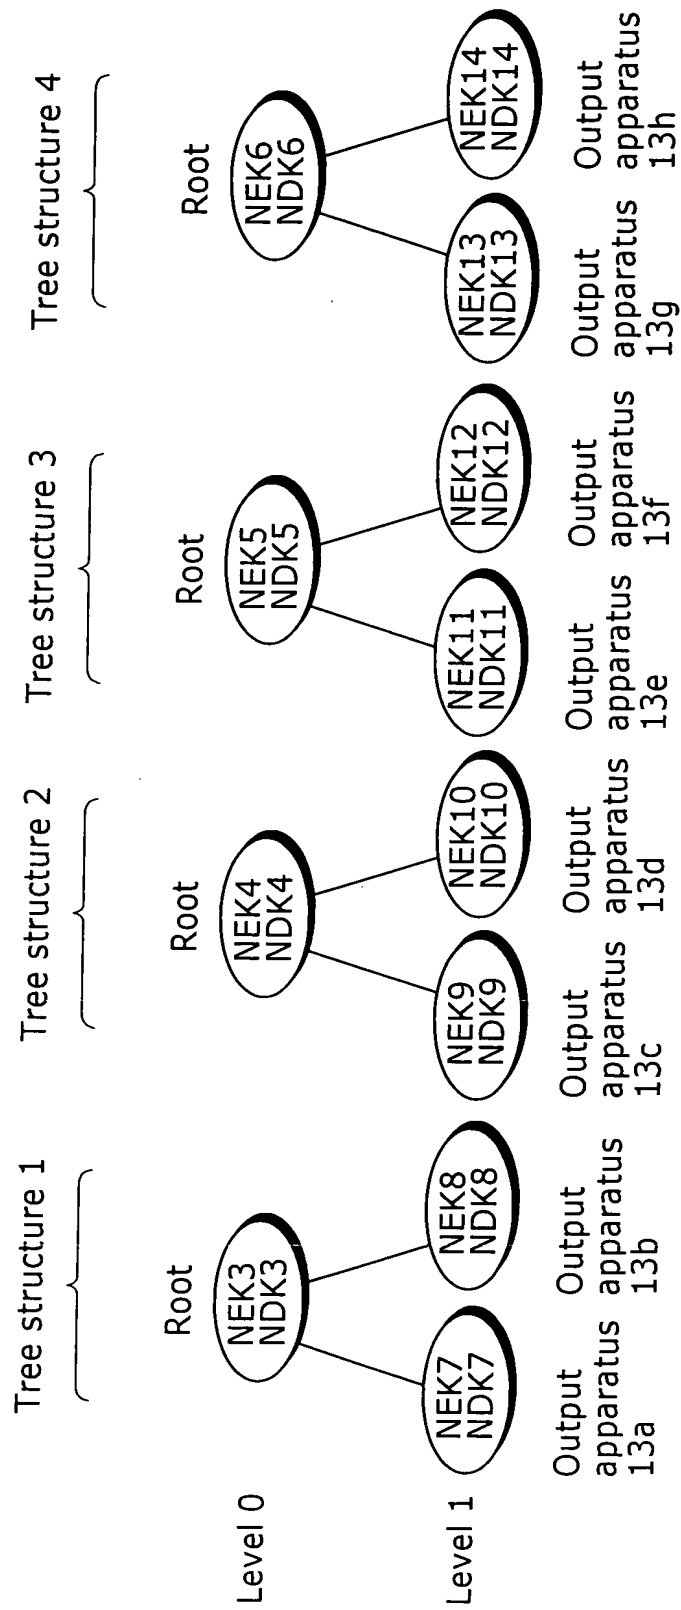 Tree structure 1
Tree structure 2
Tree structure 3
Tree structure 4
Root
Root
Root
Root
Level 0
NEK3
NDK3
NEK4
NDK4
NEK5
NDK5
NEK6
NDK6
Level 1
NEK7
NDK7
NEK8
NDK8
NEK9
NDK9
NEK10
NDK10
NEK11
NDK11
NEK12
NDK12
NEK13
NDK13
NEK14
NDK14
Output
apparatus
13a
Output
apparatus
13b
Output
apparatus
13c
Output
apparatus
13d
Output
apparatus
13e
Output
apparatus
13f
Output
apparatus
13g
Output
apparatus
13h